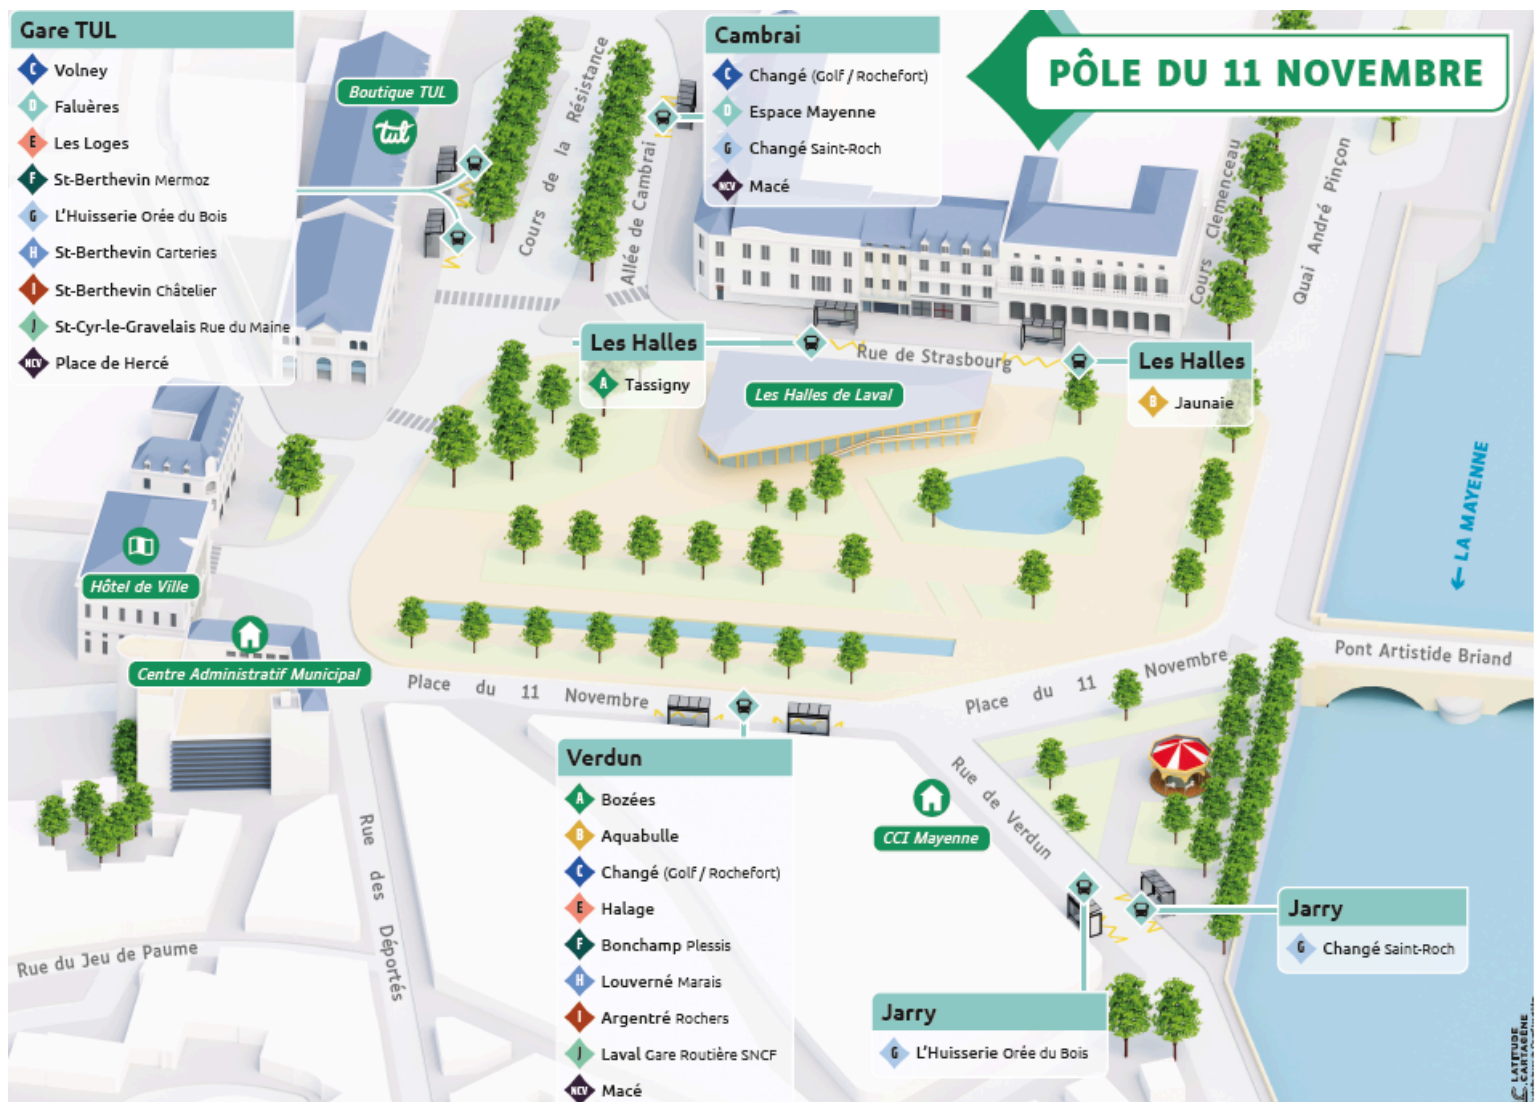 PÔLE DU 11 NOVEMBRE
Gare TUL
C Volney
D Faluères
E Les Loges
F St-Berthevin Mermoz
G L'Huisserie Orée du Bois
H St-Berthevin Carteries
I St-Berthevin Châtelier
J St-Cyr-le-Gravelais Rue du Maine
NCV Place de Hercé
Boutique TUL
tul
Cours de la Résistance
Allée de Cambrai
Cambrai
C Changé (Golf / Rochefort)
D Espace Mayenne
G Changé Saint-Roch
NCV Macé
Cours Clemenceau
Quai André Pinçon
Les Halles
A Tassigny
Rue de Strasbourg
Les Halles
B Jaunaie
Les Halles de Laval
← LA MAYENNE
Hôtel de Ville
Centre Administratif Municipal
Place du 11 Novembre
Place du 11 Novembre
Pont Artistide Briand
Verdun
A Bozées
B Aquabulle
C Changé (Golf / Rochefort)
E Halage
F Bonchamp Plessis
H Louverné Marais
I Argentré Rochers
J Laval Gare Routière SNCF
NCV Macé
Rue de Verdun
CCI Mayenne
Rue des Déportés
Rue du Jeu de Paume
Jarry
G Changé Saint-Roch
Jarry
G L'Huisserie Orée du Bois
LATITUDE
CARTAGÈNE